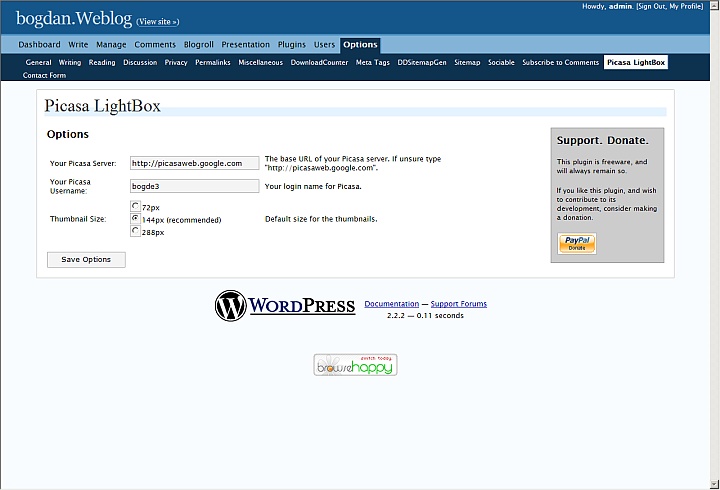 bogdan.Weblog (View site »)
Howdy, admin. [Sign Out, My Profile]
Dashboard Write Manage Comments Blogroll Presentation Plugins Users Options
General Writing Reading Discussion Privacy Permalinks Miscellaneous DownloadCounter Meta Tags DDSitemapGen Sitemap Sociable Subscribe to Comments Picasa LightBox
Contact Form
Picasa LightBox
Options
Your Picasa Server: http://picasaweb.google.com The base URL of your Picasa server. If unsure type
"http://picasaweb.google.com".
Your Picasa
Username: bogde3 Your login name for Picasa.
72px
Thumbnail Size: 144px (recommended) Default size for the thumbnails.
288px
Save Options
Support. Donate.
This plugin is freeware, and
will always remain so.
If you like this plugin, and wish
to contribute to its
development, consider making
a donation.
PayPal
Donate
WORDPRESS
Documentation — Support Forums
2.2.2 — 0.11 seconds
switch today.
browsehappy